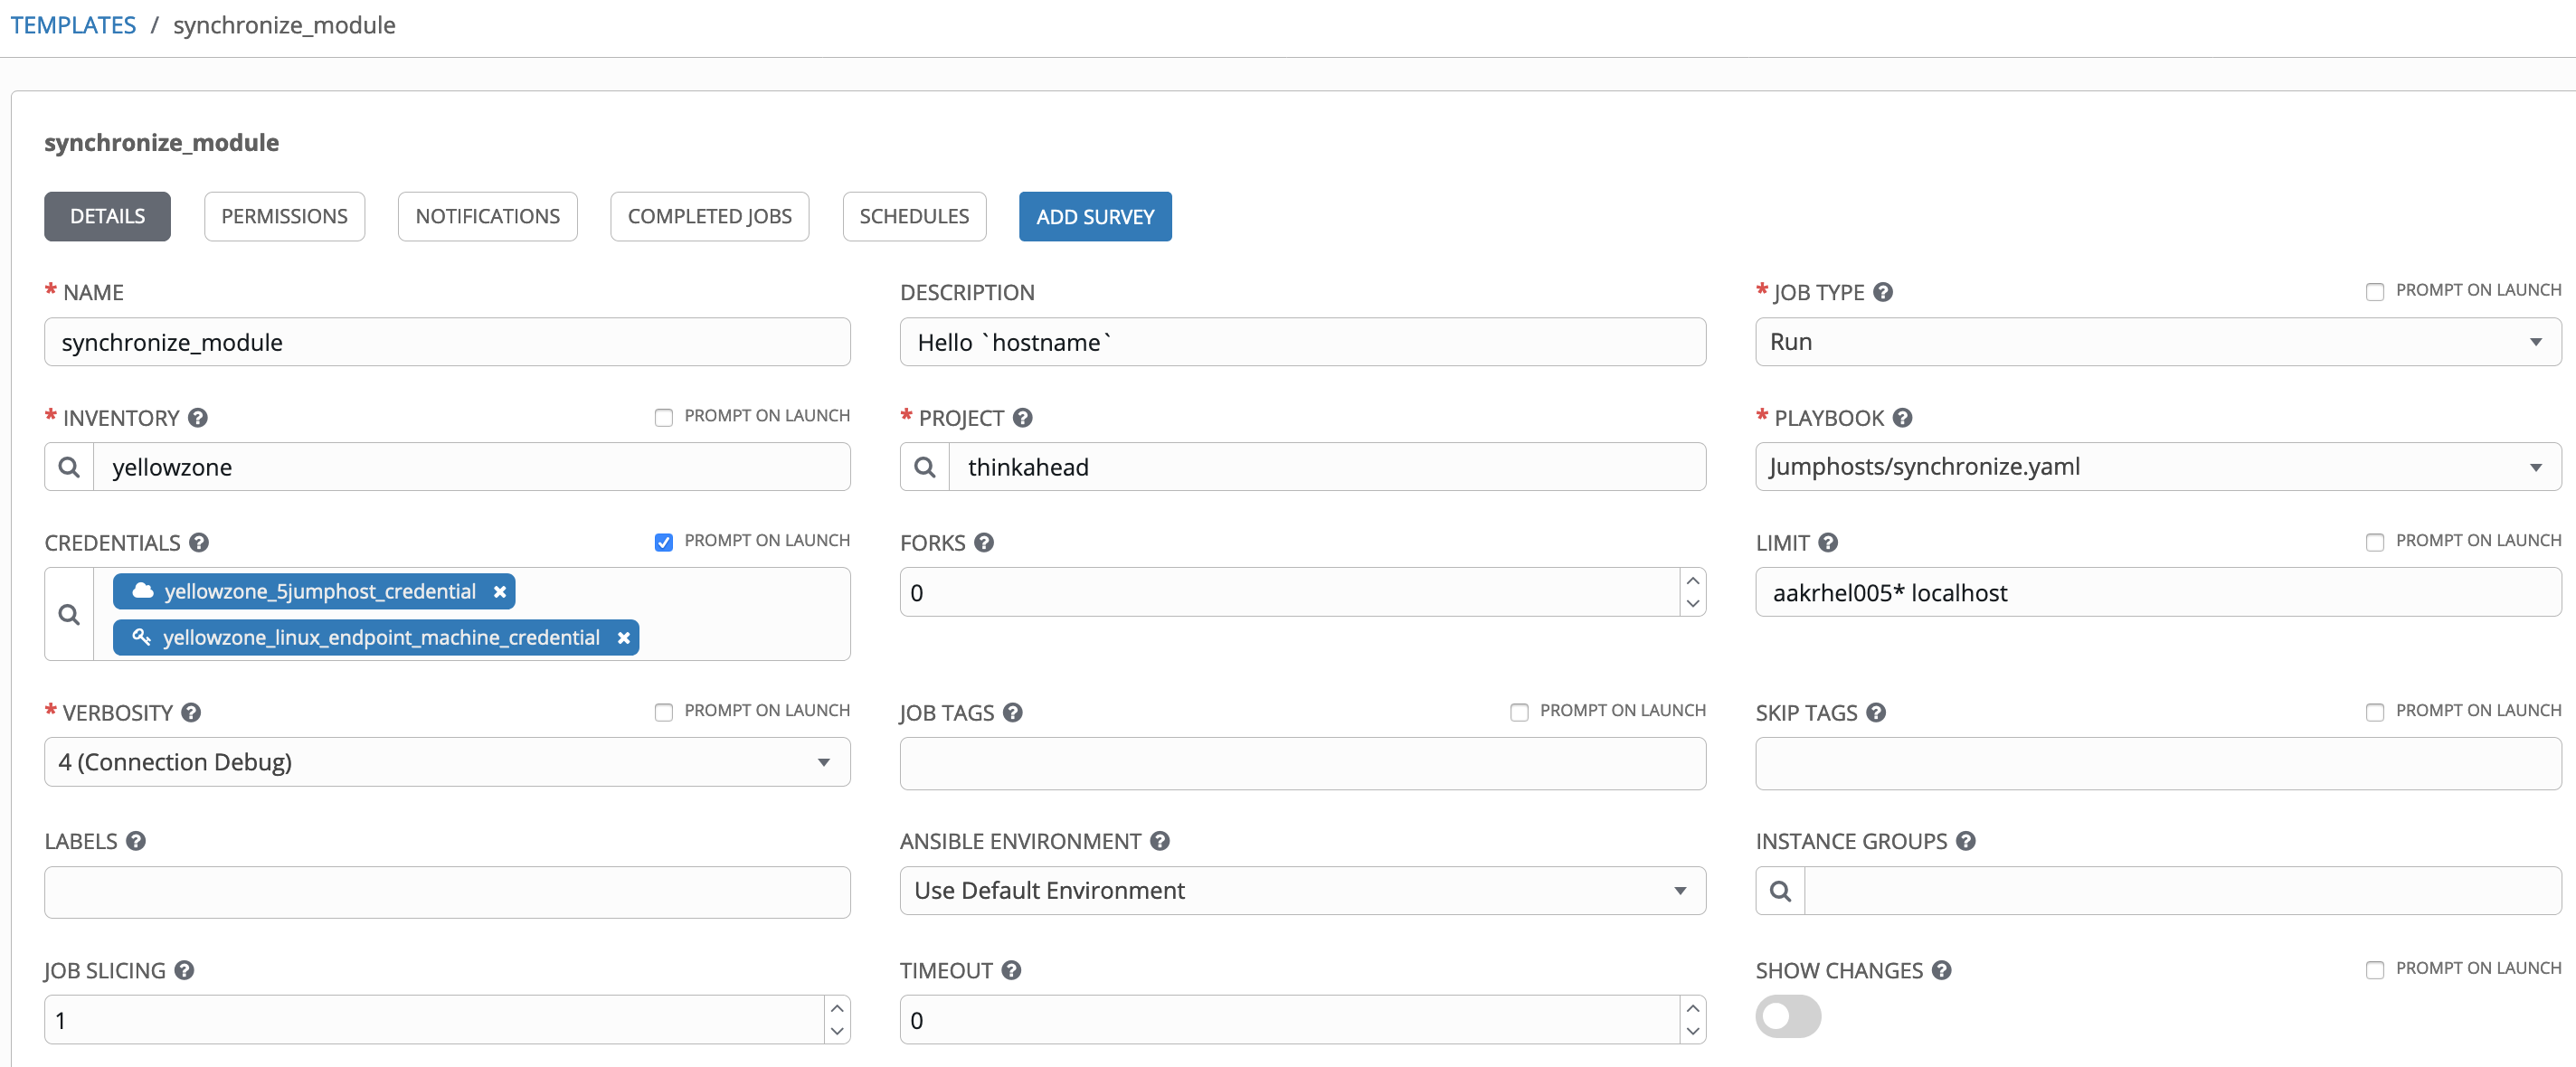 TEMPLATES / synchronize_module
synchronize_module
DETAILS PERMISSIONS NOTIFICATIONS COMPLETED JOBS SCHEDULES ADD SURVEY
* NAME DESCRIPTION * JOB TYPE ? PROMPT ON LAUNCH
synchronize_module Hello `hostname` Run
* INVENTORY ? PROMPT ON LAUNCH * PROJECT ? * PLAYBOOK ?
yellowzone thinkahead Jumphosts/synchronize.yaml
CREDENTIALS ? PROMPT ON LAUNCH FORKS ? LIMIT ? PROMPT ON LAUNCH
yellowzone_5jumphost_credential × 0 aakrhel005* localhost
yellowzone_linux_endpoint_machine_credential ×
* VERBOSITY ? PROMPT ON LAUNCH JOB TAGS ? PROMPT ON LAUNCH SKIP TAGS ? PROMPT ON LAUNCH
4 (Connection Debug)
LABELS ? ANSIBLE ENVIRONMENT ? INSTANCE GROUPS ?
Use Default Environment
JOB SLICING ? TIMEOUT ? SHOW CHANGES ? PROMPT ON LAUNCH
1 0